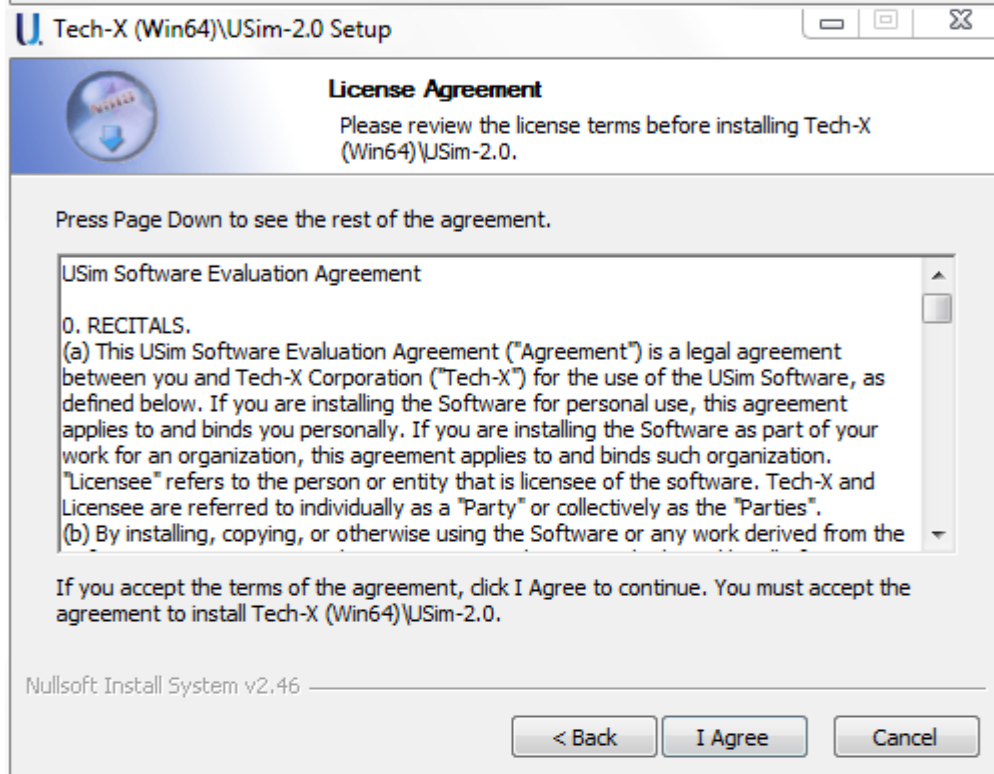 Tech-X (Win64)\USim-2.0 Setup
License Agreement
Please review the license terms before installing Tech-X
(Win64)\USim-2.0.
Press Page Down to see the rest of the agreement.
USim Software Evaluation Agreement
0. RECITALS.
(a) This USim Software Evaluation Agreement ("Agreement") is a legal agreement
between you and Tech-X Corporation ("Tech-X") for the use of the USim Software, as
defined below. If you are installing the Software for personal use, this agreement
applies to and binds you personally. If you are installing the Software as part of your
work for an organization, this agreement applies to and binds such organization.
"Licensee" refers to the person or entity that is licensee of the software. Tech-X and
Licensee are referred to individually as a "Party" or collectively as the "Parties".
(b) By installing, copying, or otherwise using the Software or any work derived from the
If you accept the terms of the agreement, click I Agree to continue. You must accept the
agreement to install Tech-X (Win64)\USim-2.0.
Nullsoft Install System v2.46
< Back
I Agree
Cancel